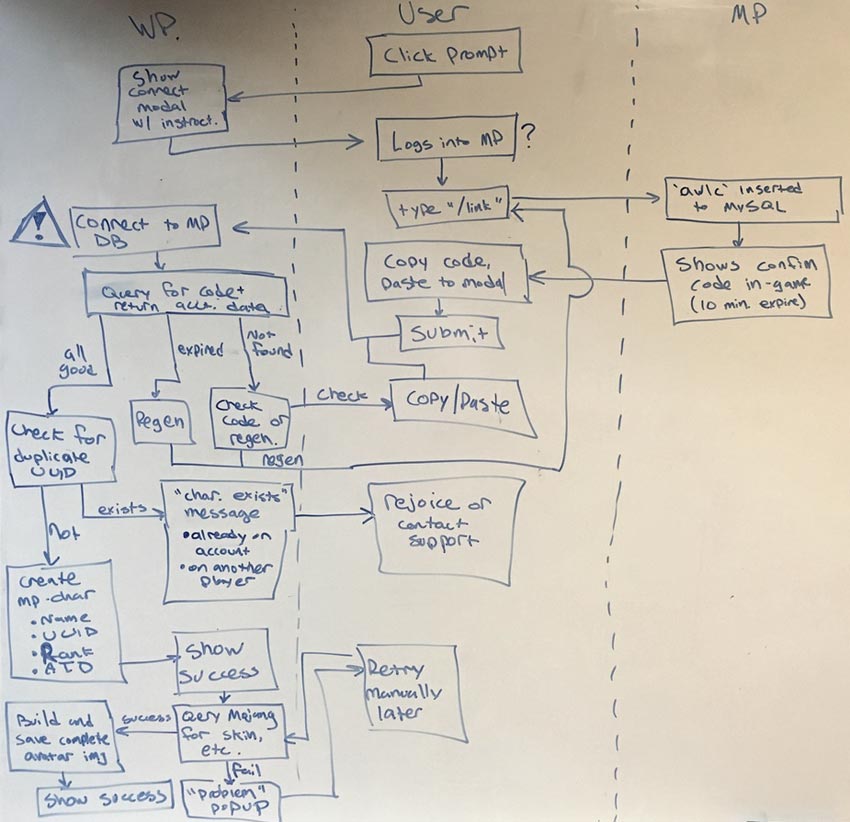 WP.
User
MP
Click Prompt
Show
connect
modal
w/ instruct.
Logs into MP ?
type "/link"
'avlc' inserted
to MySQL
Connect to MP
DB
!
Copy code,
paste to modal
Shows confim
code in-game
(10 min. expire)
Query for code +
return acct. data
Submit
all
good
expired
Not
found
Check for
duplicate
UUID
Regen
Check
code or
regen.
Check
Copy/Paste
regen
exists
Not
"char. exists"
message
• already on
account
• on another
player
rejoice or
contact
support
create
mp-char
• Name
• UUID
• Rank
Show
success
Retry
manually
later
Build and
save complete
avatar img
success
Query Mojang
for skin,
etc.
fail
Show success
"problem"
popup